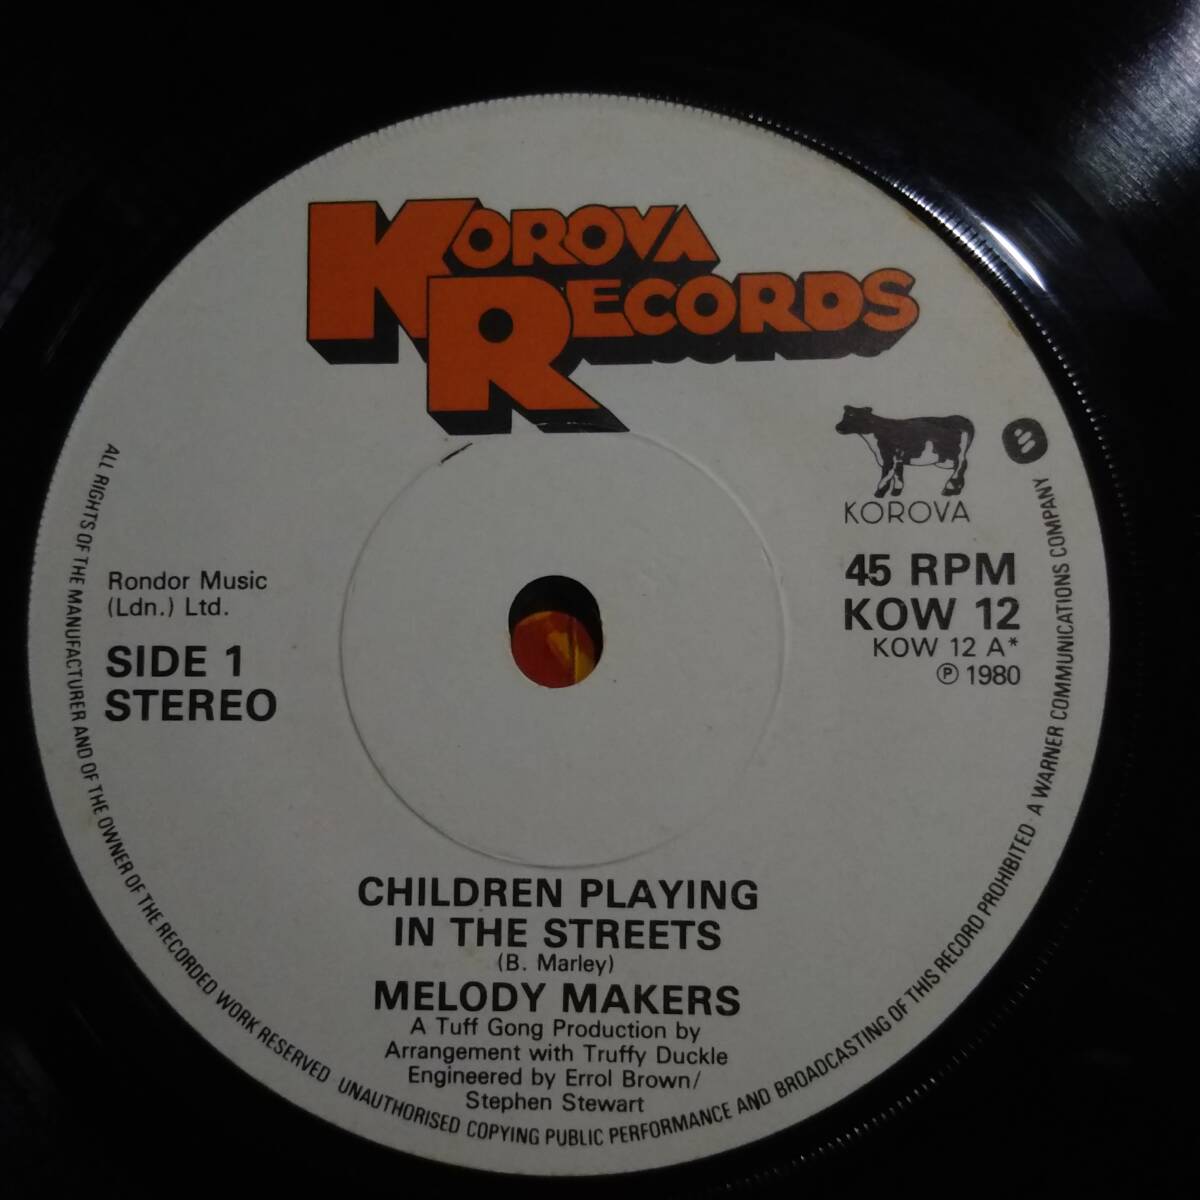 KOROVA
RECORDS
KOROVA
45 RPM
KOW 12
KOW 12 A*
℗ 1980
Rondor Music
(Ldn.) Ltd.
SIDE 1
STEREO
CHILDREN PLAYING
IN THE STREETS
(B. Marley)
MELODY MAKERS
A Tuff Gong Production by
Arrangement with Truffy Duckle
Engineered by Errol Brown/
Stephen Stewart
ALL RIGHTS OF THE MANUFACTURER AND OF THE OWNER OF THE RECORDED WORK RESERVED UNAUTHORISED COPYING PUBLIC PERFORMANCE AND BROADCASTING OF THIS RECORD PROHIBITED A WARNER COMMUNICATIONS COMPANY